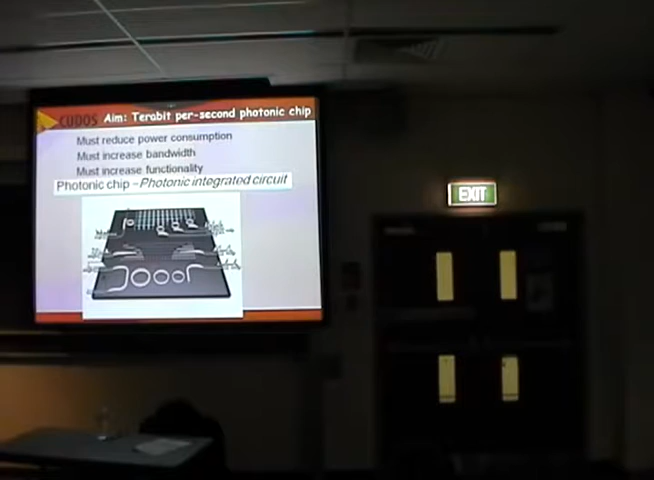 CUDOS Aim: Terabit per-second photonic chip
Must reduce power consumption
Must increase bandwidth
Must increase functionality
Photonic chip – Photonic integrated circuit
EXIT